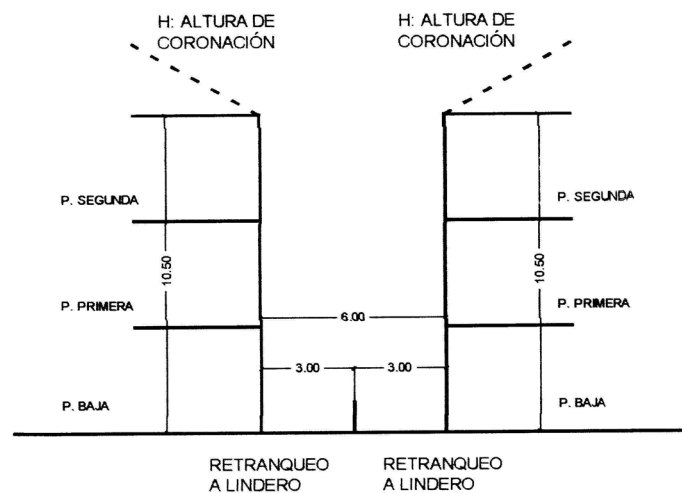 H: ALTURA DE
CORONACIÓN
H: ALTURA DE
CORONACIÓN
P. SEGUNDA
P. SEGUNDA
10.50
10.50
P. PRIMERA
P. PRIMERA
6.00
3.00
3.00
P. BAJA
P. BAJA
RETRANQUEO
A LINDERO
RETRANQUEO
A LINDERO